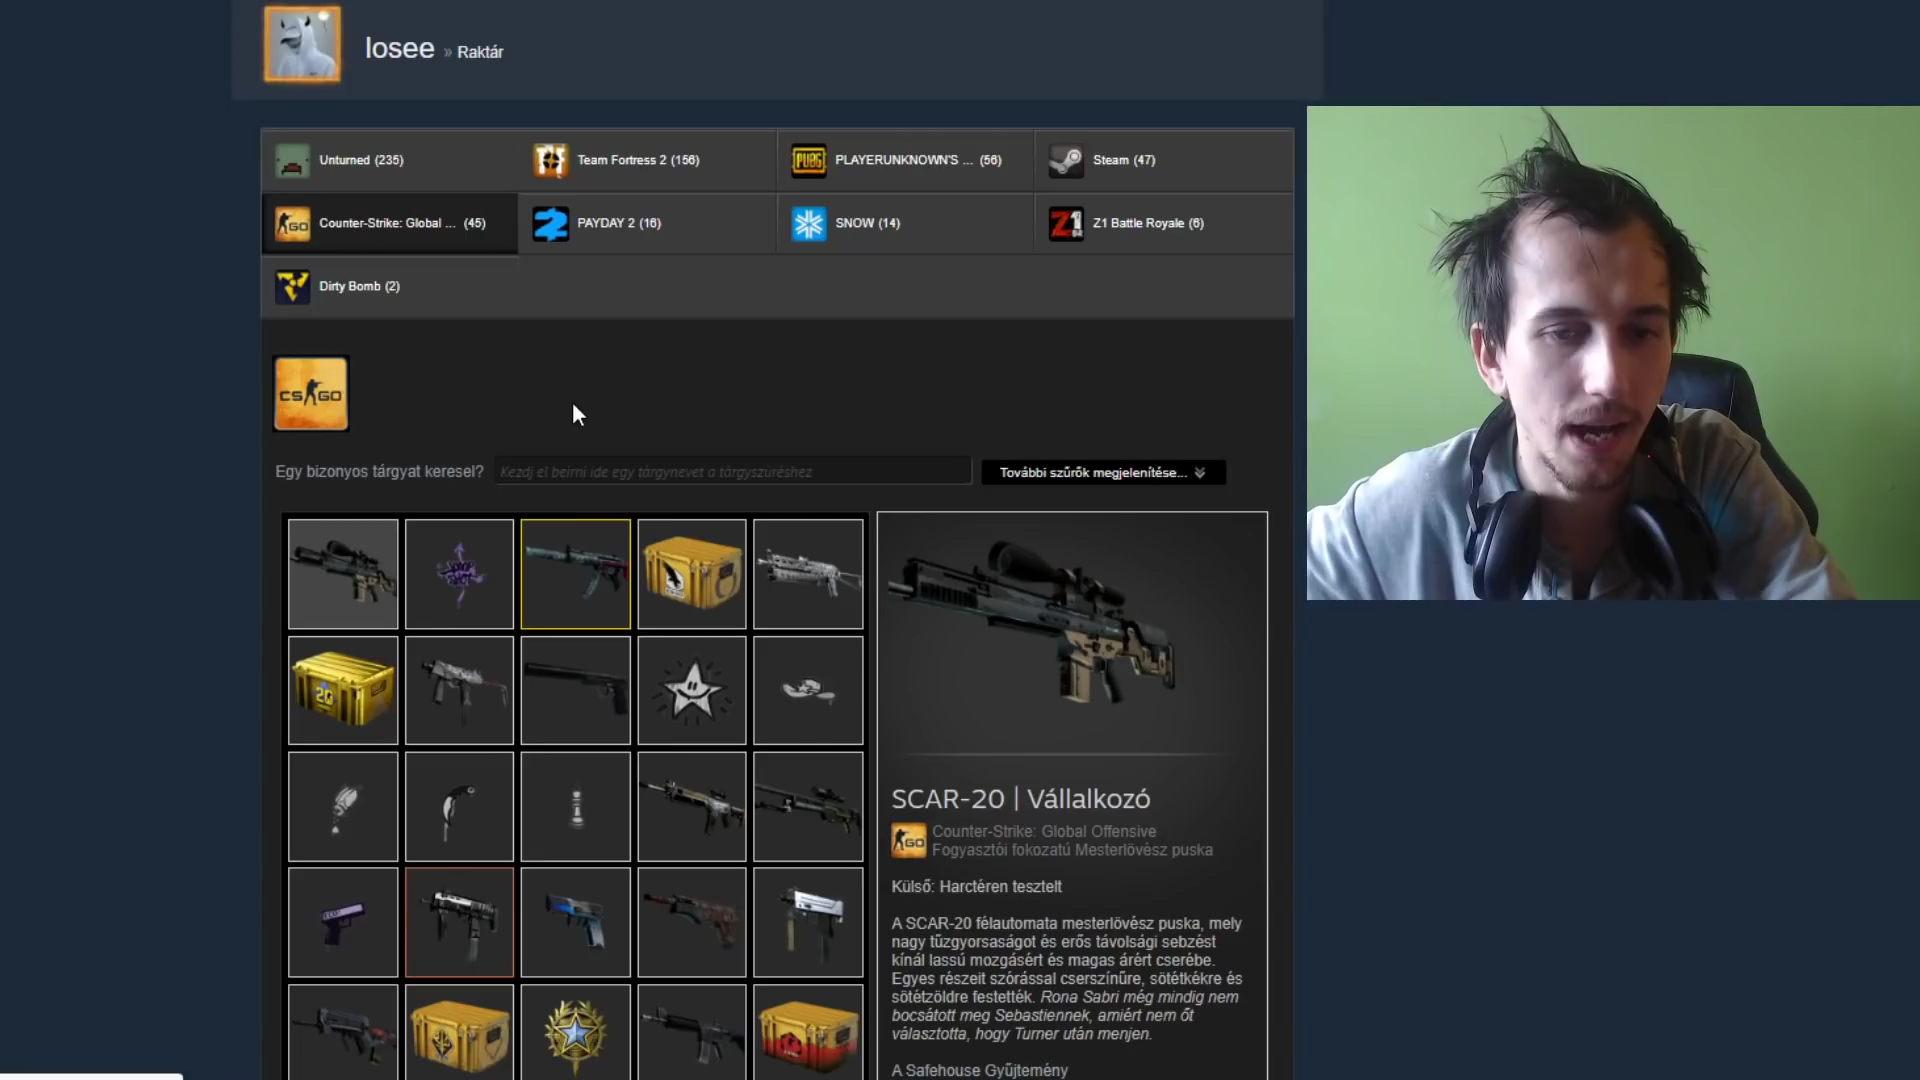 losee » Raktár
Unturned (235)
Team Fortress 2 (156)
PUBG
PLAYERUNKNOWN'S ... (56)
Steam (47)
GO
Counter-Strike: Global ... (45)
PAYDAY 2 (16)
SNOW (14)
Z1
Z1 Battle Royale (6)
Dirty Bomb (2)
CS GO
Egy bizonyos tárgyat keresel?
Kezdj el beírni ide egy tárgynevet a tárgyszűréshez
További szűrők megjelenítése...
20
SCAR-20 | Vállalkozó
GO
Counter-Strike: Global Offensive
Fogyasztói fokozatú Mesterlövész puska
Külső: Harctéren tesztelt
A SCAR-20 félautomata mesterlövész puska, mely
nagy tűzgyorsaságot és erős távolsági sebzést
kínál lassú mozgásért és magas árért cserébe.
Egyes részeit szórással cserszínűre, sötétkékre és
sötétzöldre festették. Rona Sabri még mindig nem
bocsátott meg Sebastiennek, amiért nem őt
választotta, hogy Turner után menjen.
A Safehouse Gyűjtemény